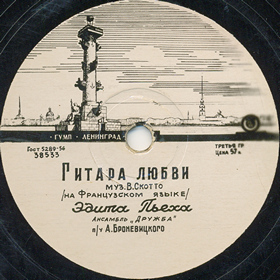 • ГУМП • ЛЕНИНГРАД •
Гост 5289-56
38533
ТРЕТЬЯ ГР.
ЦЕНА 57к.
ГИТАРА ЛЮБВИ
МУЗ. В. СКОТТО
/НА ФРАНЦУЗСКОМ ЯЗЫКЕ/
Эдита Пьеха
АНСАМБЛЬ „ДРУЖБА"
П/У А. БРОНЕВИЦКОГО